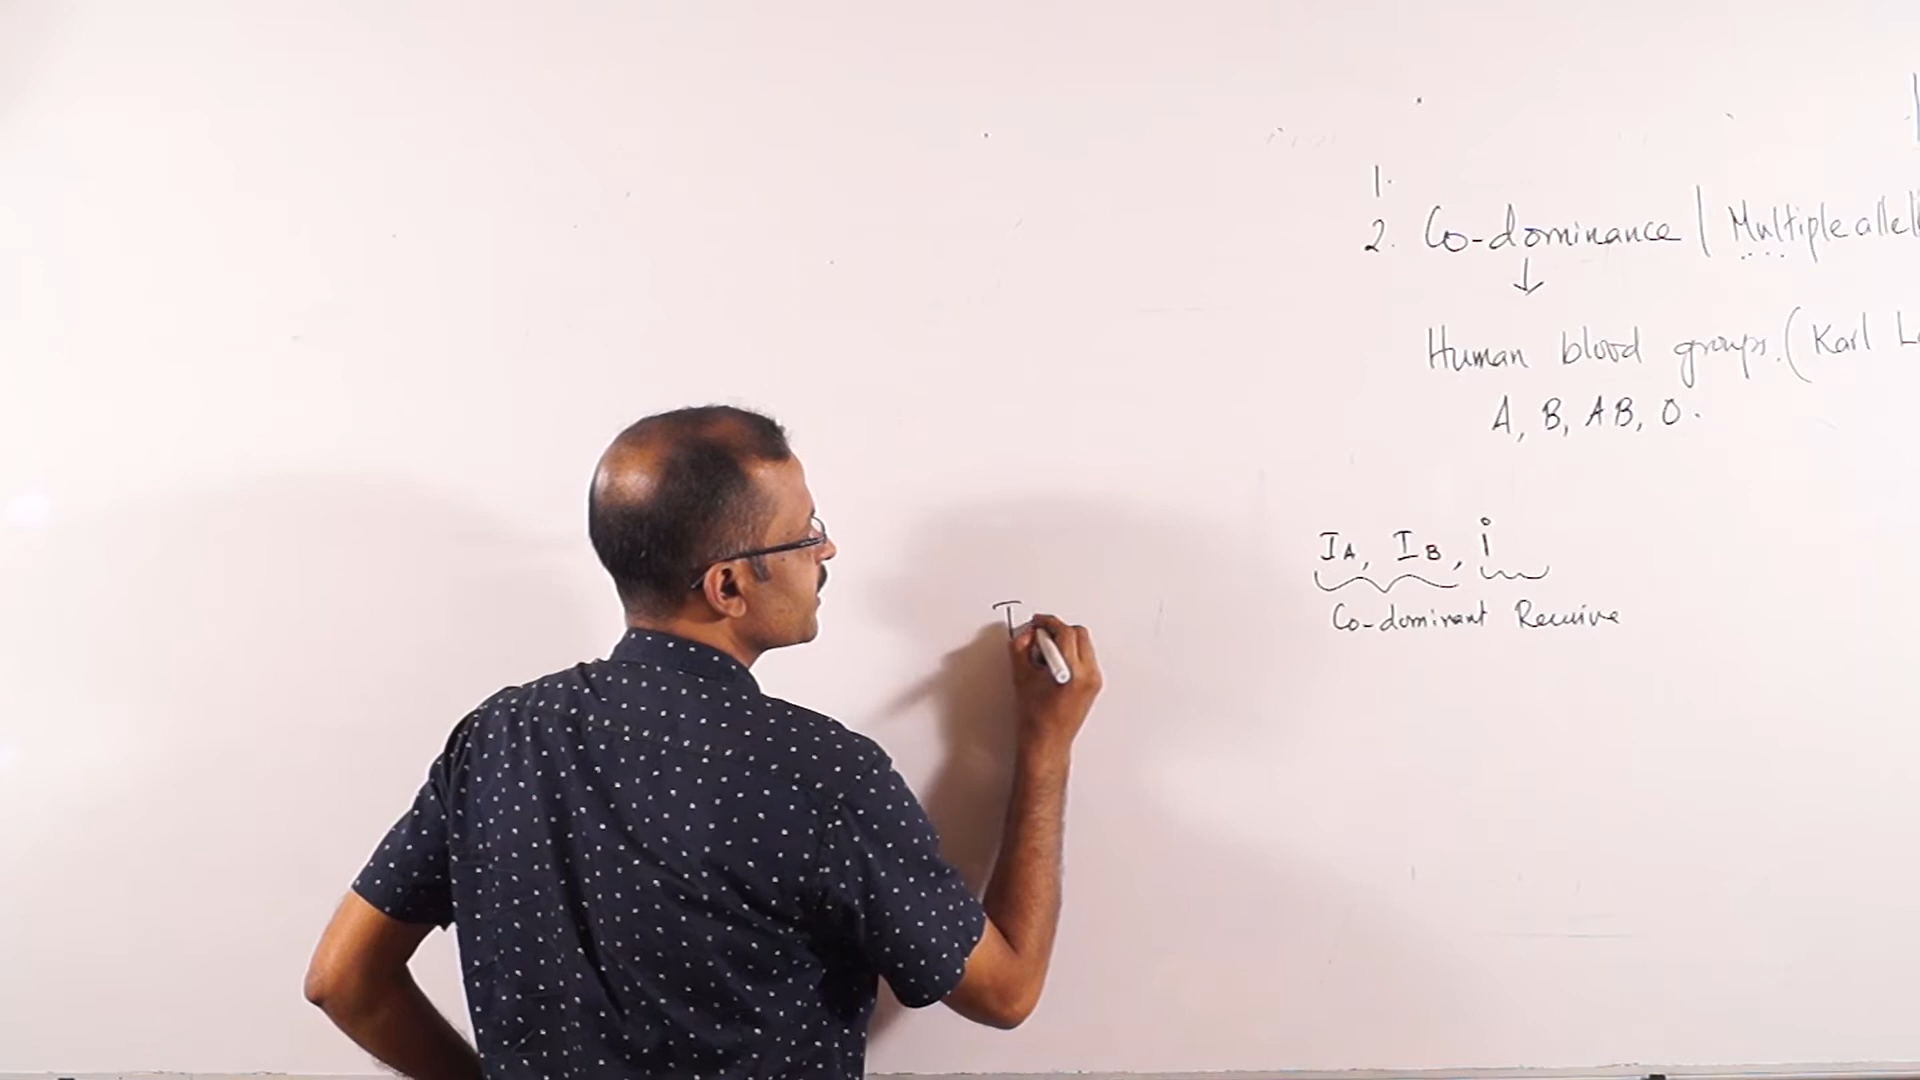 1.
2. Co-dominance | Multiple allel
↓
Human blood groups. (Karl L
A, B, AB, O.
IA, IB, i
Co-dominant Recessive
I